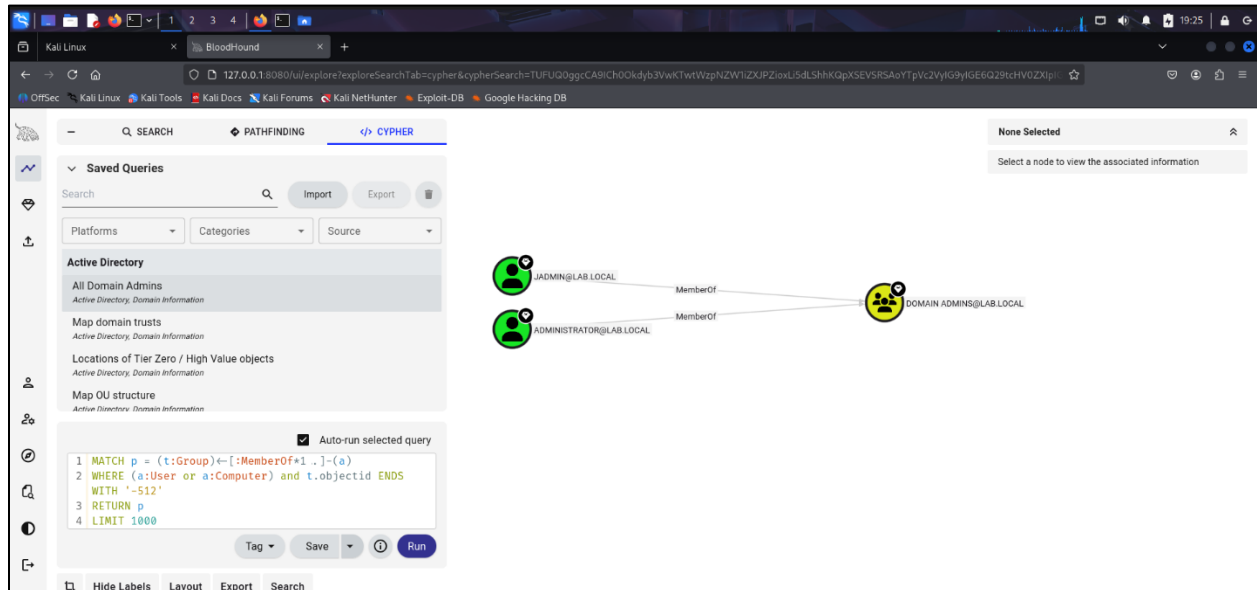 1 2 3 4 19:25
Kali Linux × BloodHound × +
127.0.0.1:8080/ui/explore?exploreSearchTab=cypher&cypherSearch=
OffSec Kali Linux Kali Tools Kali Docs Kali Forums Kali NetHunter Exploit-DB Google Hacking DB
SEARCH PATHFINDING </> CYPHER
Saved Queries
Search Import Export
Platforms Categories Source
Active Directory
All Domain Admins
Active Directory, Domain Information
Map domain trusts
Active Directory, Domain Information
Locations of Tier Zero / High Value objects
Active Directory, Domain Information
Map OU structure
Active Directory, Domain Information
Auto-run selected query
1 MATCH p = (t:Group)←[:MemberOf*1..]-(a)
2 WHERE (a:User or a:Computer) and t.objectid ENDS
WITH '-512'
3 RETURN p
4 LIMIT 1000
Tag Save Run
Hide Labels Layout Export Search
JADMIN@LAB.LOCAL
MemberOf
DOMAIN ADMINS@LAB.LOCAL
MemberOf
ADMINISTRATOR@LAB.LOCAL
None Selected
Select a node to view the associated information